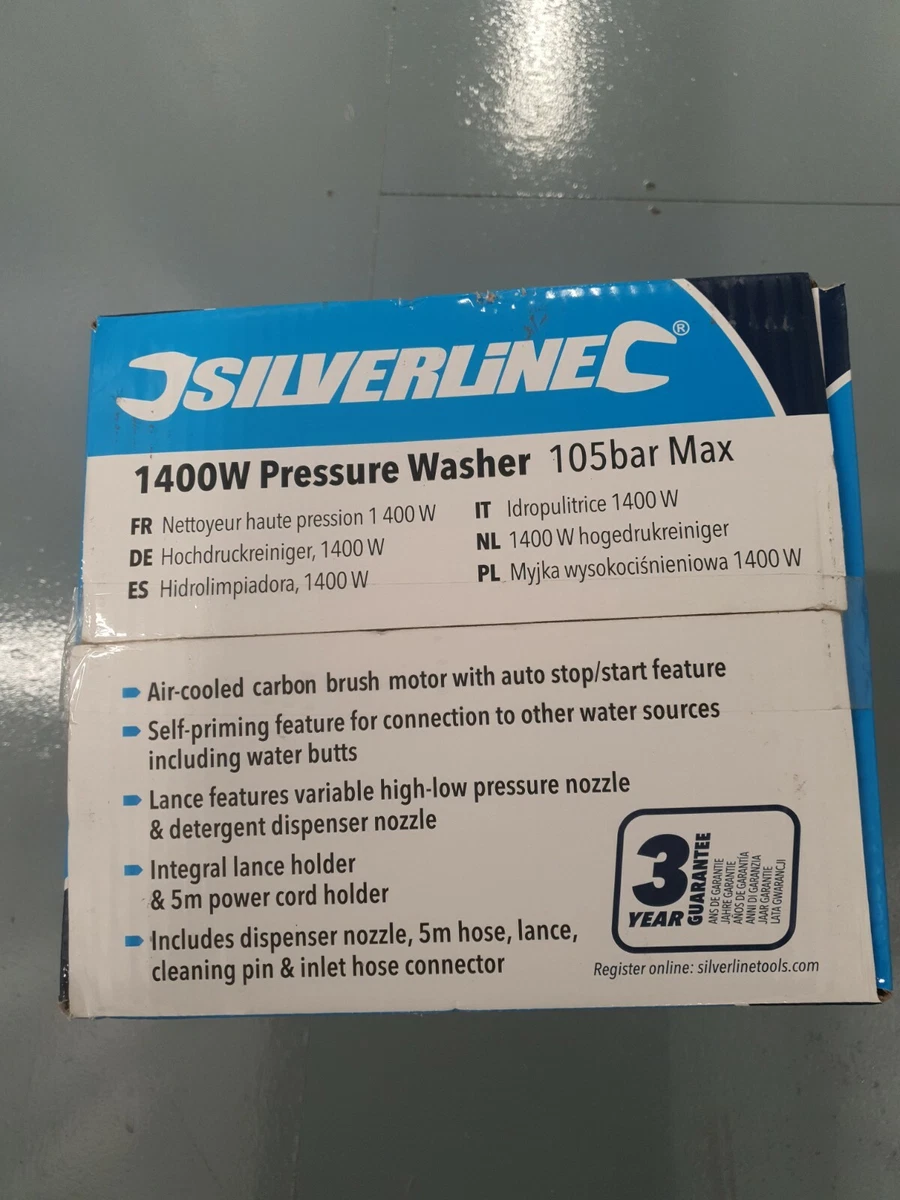 SILVERLINE®
1400W Pressure Washer 105bar Max
FR Nettoyeur haute pression 1 400 W
DE Hochdruckreiniger, 1400 W
ES Hidrolimpiadora, 1400 W
IT Idropulitrice 1400 W
NL 1400 W hogedrukreiniger
PL Myjka wysokociśnieniowa 1400 W
Air-cooled carbon brush motor with auto stop/start feature
Self-priming feature for connection to other water sources
including water butts
Lance features variable high-low pressure nozzle
& detergent dispenser nozzle
Integral lance holder
& 5m power cord holder
Includes dispenser nozzle, 5m hose, lance,
cleaning pin & inlet hose connector
3
YEAR
GUARANTEE
ANS DE GARANTIE
JAHRE GARANTIE
AÑOS DE GARANTÍA
ANNI DI GARANZIA
JAAR GARANTIE
LATA GWARANCJI
Register online: silverlinetools.com